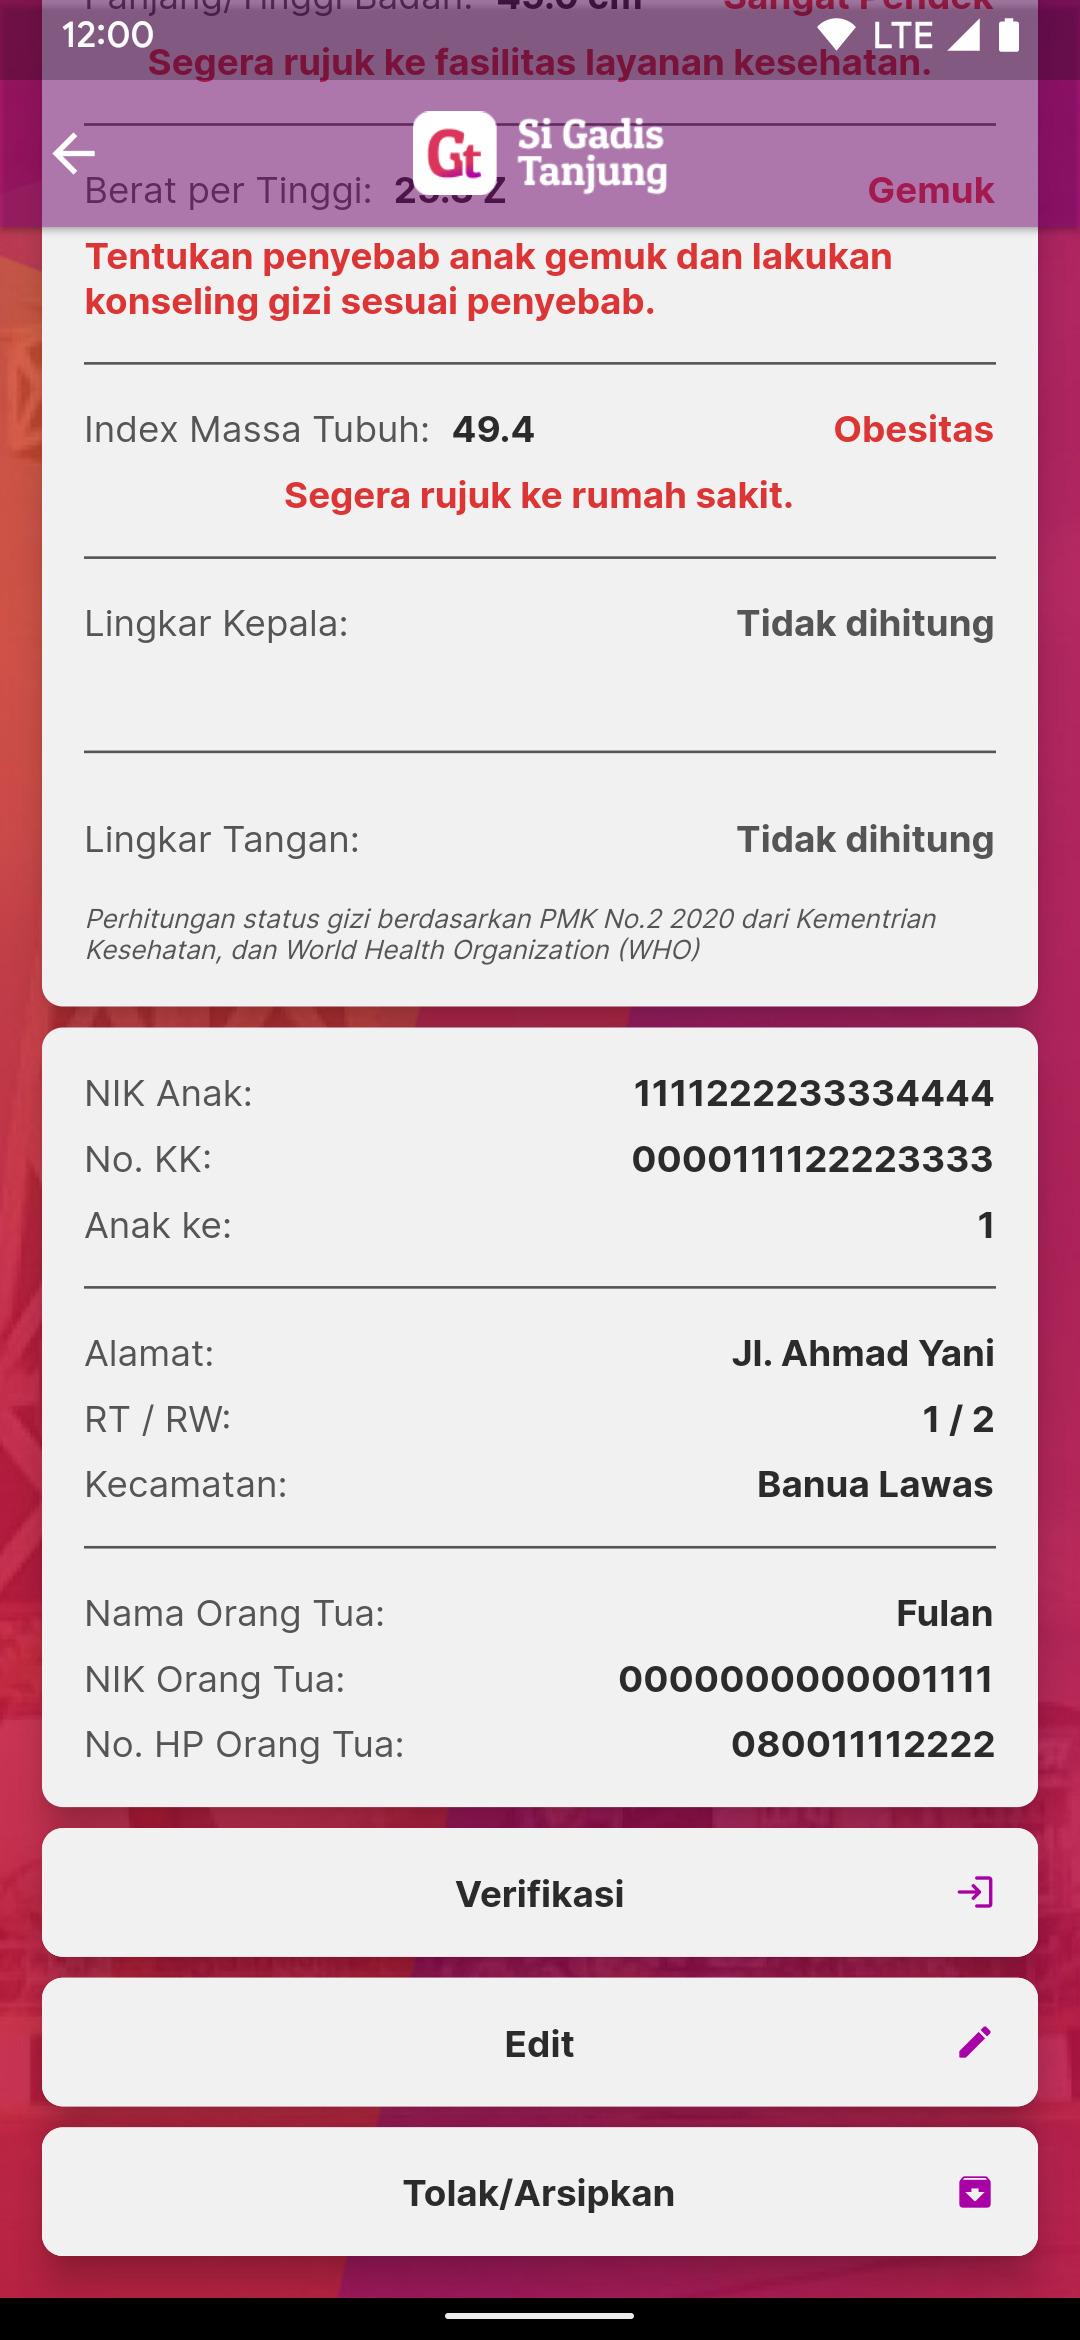 12:00
LTE
Panjang/Tinggi Badan: 49.0 cm Sangat Pendek
Segera rujuk ke fasilitas layanan kesehatan.
Gt Si Gadis
Tanjung
Berat per Tinggi: Z Gemuk
Tentukan penyebab anak gemuk dan lakukan
konseling gizi sesuai penyebab.
Index Massa Tubuh: 49.4 Obesitas
Segera rujuk ke rumah sakit.
Lingkar Kepala: Tidak dihitung
Lingkar Tangan: Tidak dihitung
Perhitungan status gizi berdasarkan PMK No.2 2020 dari Kementrian
Kesehatan, dan World Health Organization (WHO)
NIK Anak: 1111222233334444
No. KK: 0000111122223333
Anak ke: 1
Alamat: Jl. Ahmad Yani
RT / RW: 1 / 2
Kecamatan: Banua Lawas
Nama Orang Tua: Fulan
NIK Orang Tua: 0000000000001111
No. HP Orang Tua: 080011112222
Verifikasi
Edit
Tolak/Arsipkan